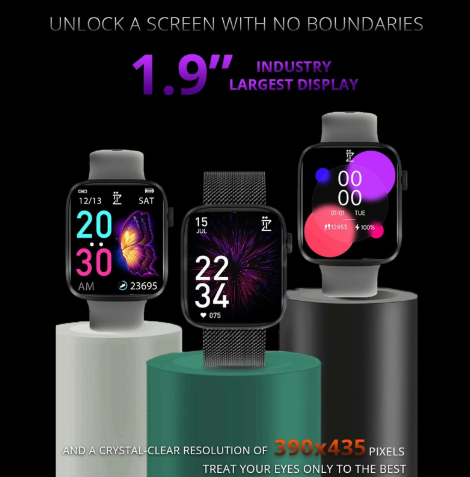 UNLOCK A SCREEN WITH NO BOUNDARIES
1.9”
INDUSTRY
LARGEST DISPLAY
12/13
SAT
20
30
AM
23695
15
JUL
22
34
075
00
00
01-01 TUE
12453
100%
AND A CRYSTAL-CLEAR RESOLUTION OF 390x435 PIXELS
TREAT YOUR EYES ONLY TO THE BEST